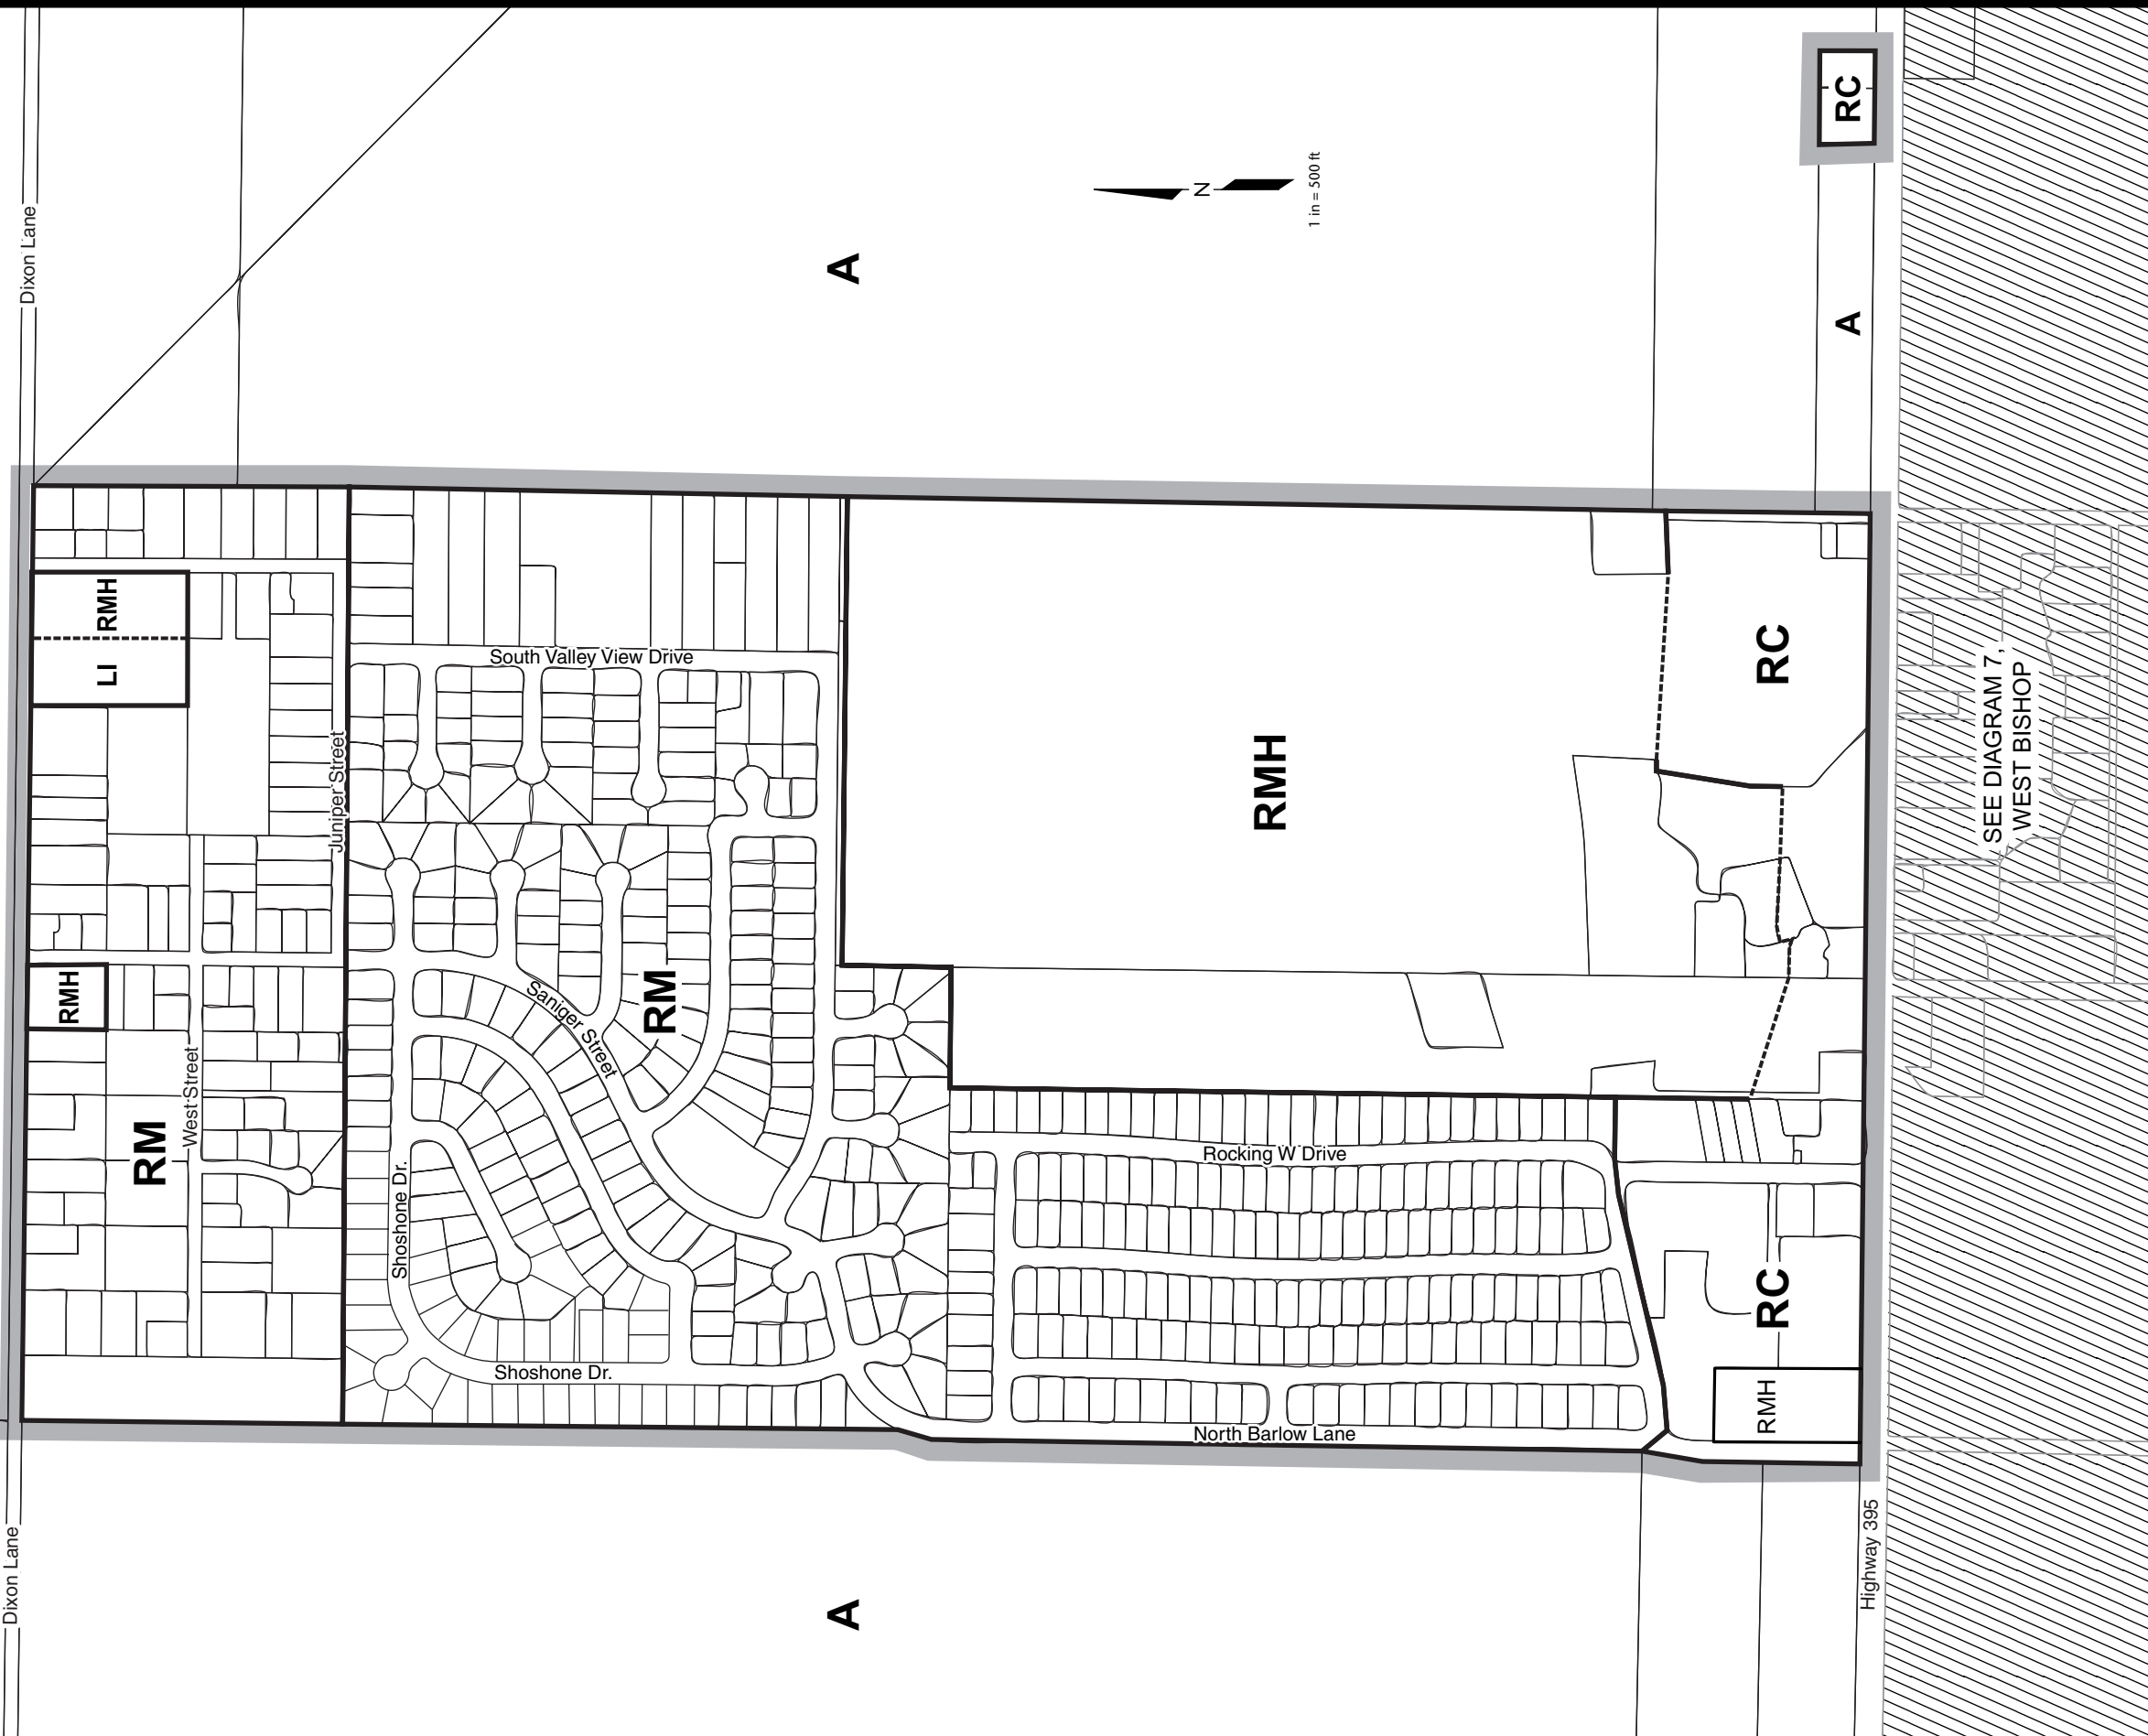 Dixon Lane
RC
N
1 in = 500 ft
A
A
RMH
LI
South Valley View Drive
Juniper Street
RMH
RC
SEE DIAGRAM 7,
WEST BISHOP
RMH
RM
Saniger Street
RM
West Street
Shoshone Dr.
Rocking W Drive
Shoshone Dr.
RC
RMH
North Barlow Lane
Dixon Lane
A
Highway 395